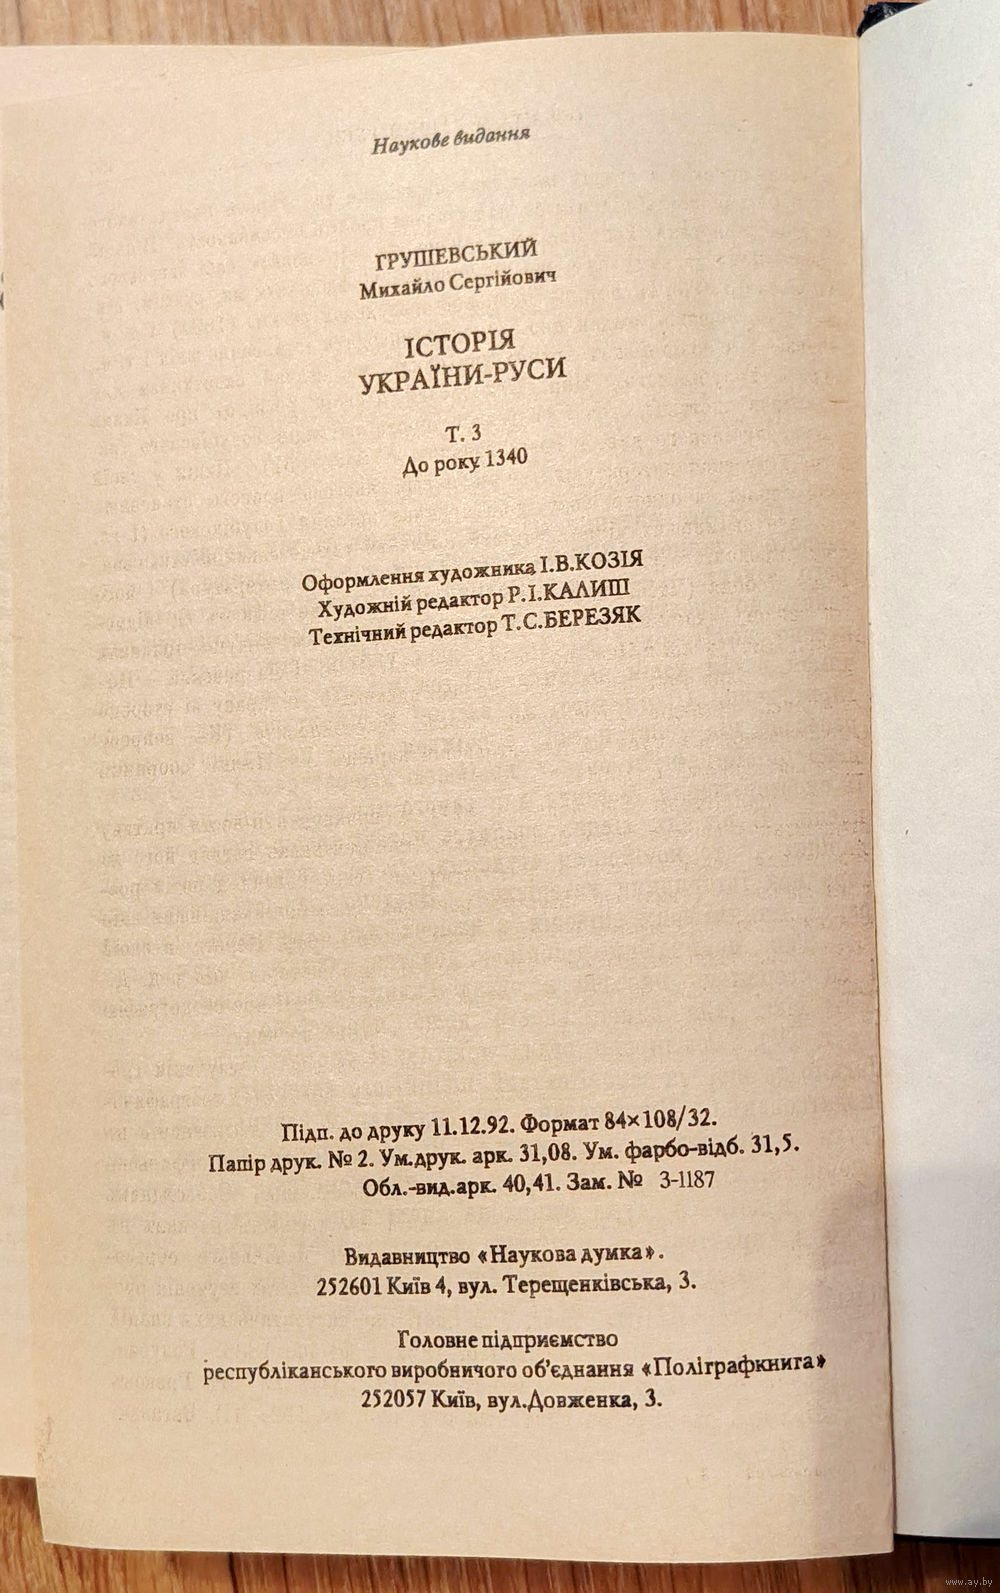 Наукове видання
ГРУШЕВСЬКИЙ
Михайло Сергійович
ІСТОРІЯ
УКРАЇНИ-РУСИ
Т. 3
До року 1340
Оформлення художника І.В.КОЗІЯ
Художній редактор Р.І.КАЛИШ
Технічний редактор Т.С.БЕРЕЗЯК
Підп. до друку 11.12.92. Формат 84×108/32.
Папір друк. № 2. Ум.друк. арк. 31,08. Ум. фарбо-відб. 31,5.
Обл.-вид.арк. 40,41. Зам. № 3-1187
Видавництво «Наукова думка».
252601 Київ 4, вул. Терещенківська, 3.
Головне підприємство
республіканського виробничого об'єднання «Поліграфкнига»
252057 Київ, вул.Довженка, 3.
www.ay.by